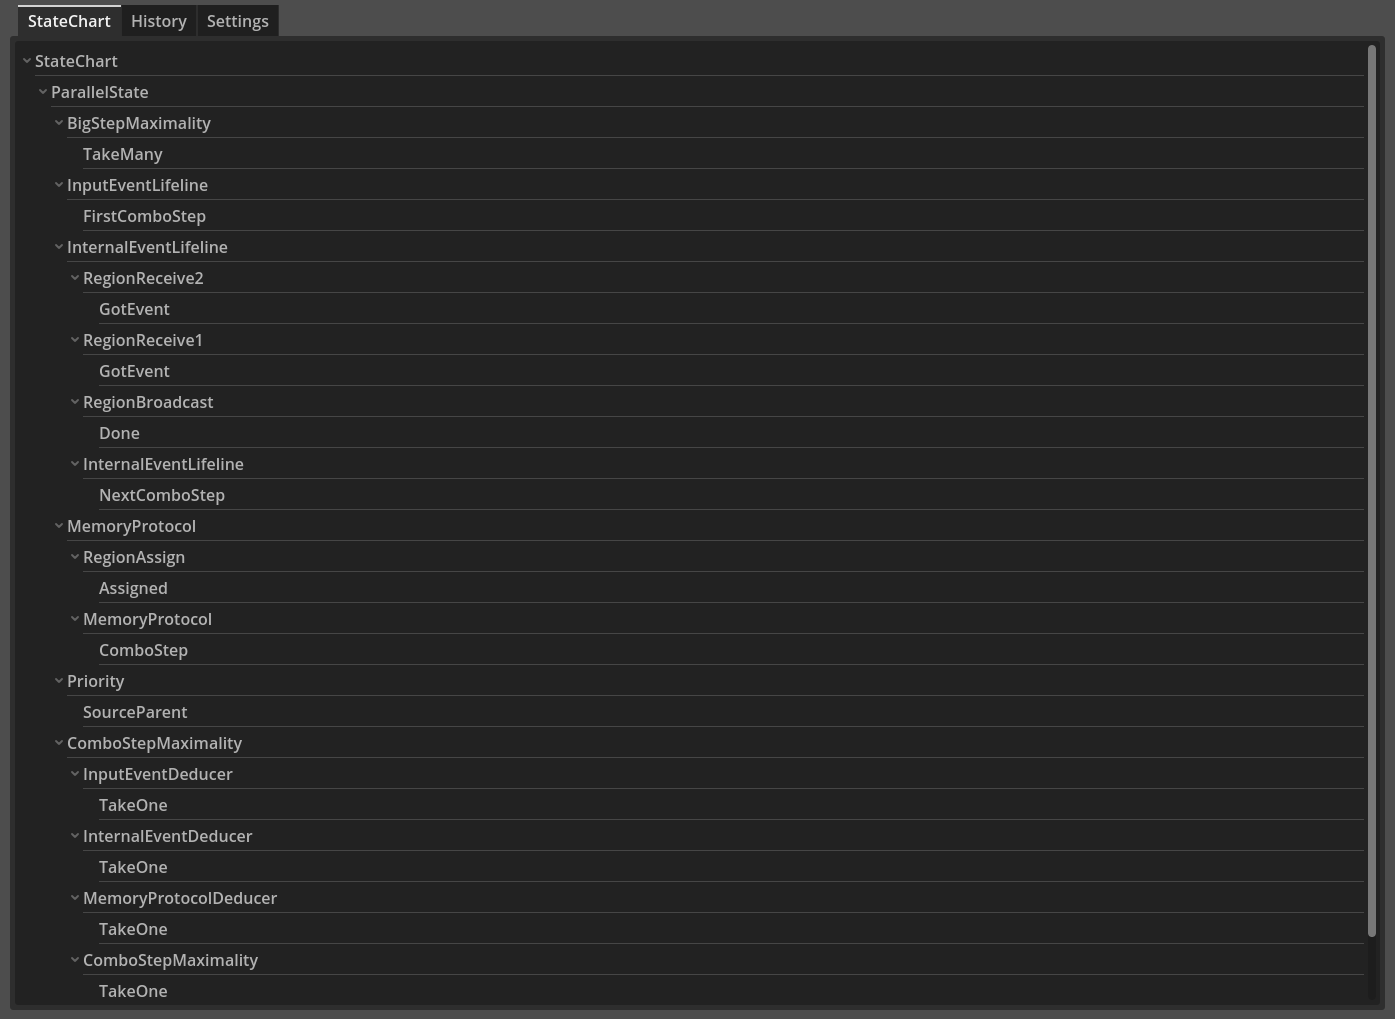 StateChart History Settings
StateChart
ParallelState
BigStepMaximality
TakeMany
InputEventLifeline
FirstComboStep
InternalEventLifeline
RegionReceive2
GotEvent
RegionReceive1
GotEvent
RegionBroadcast
Done
InternalEventLifeline
NextComboStep
MemoryProtocol
RegionAssign
Assigned
MemoryProtocol
ComboStep
Priority
SourceParent
ComboStepMaximality
InputEventDeducer
TakeOne
InternalEventDeducer
TakeOne
MemoryProtocolDeducer
TakeOne
ComboStepMaximality
TakeOne